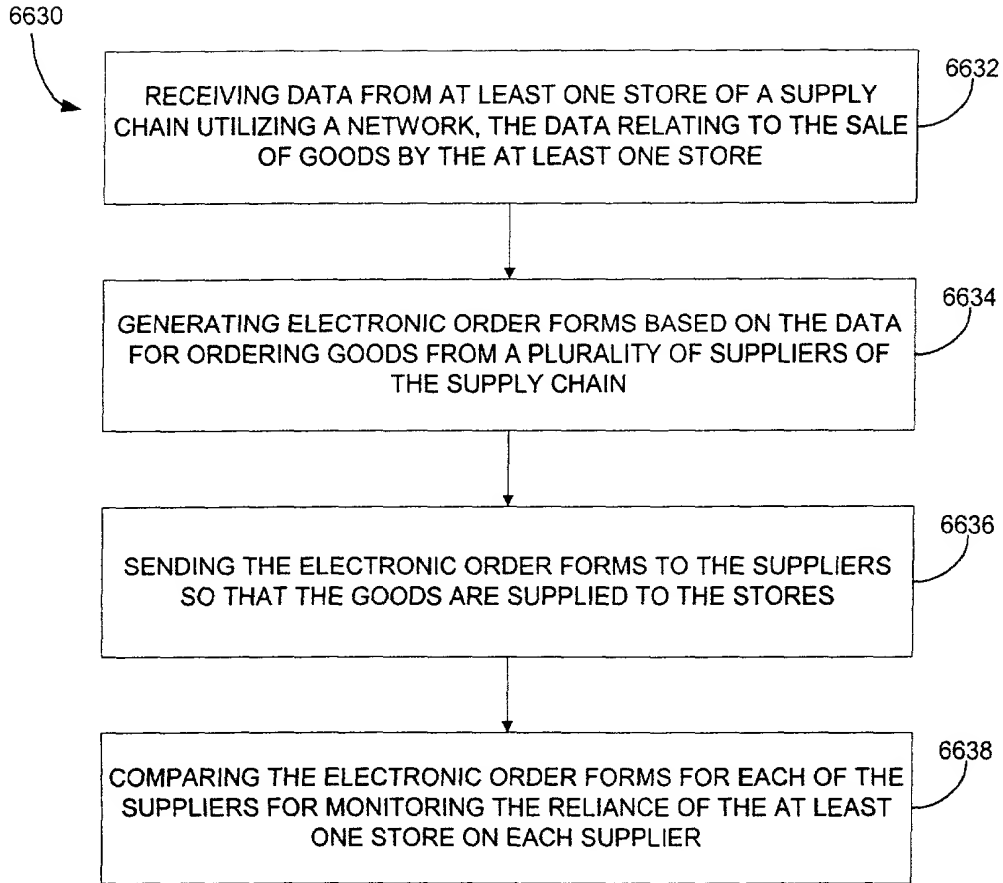 6630
RECEIVING DATA FROM AT LEAST ONE STORE OF A SUPPLY
CHAIN UTILIZING A NETWORK, THE DATA RELATING TO THE SALE
OF GOODS BY THE AT LEAST ONE STORE
6632
GENERATING ELECTRONIC ORDER FORMS BASED ON THE DATA
FOR ORDERING GOODS FROM A PLURALITY OF SUPPLIERS OF
THE SUPPLY CHAIN
6634
SENDING THE ELECTRONIC ORDER FORMS TO THE SUPPLIERS
SO THAT THE GOODS ARE SUPPLIED TO THE STORES
6636
COMPARING THE ELECTRONIC ORDER FORMS FOR EACH OF THE
SUPPLIERS FOR MONITORING THE RELIANCE OF THE AT LEAST
ONE STORE ON EACH SUPPLIER
6638